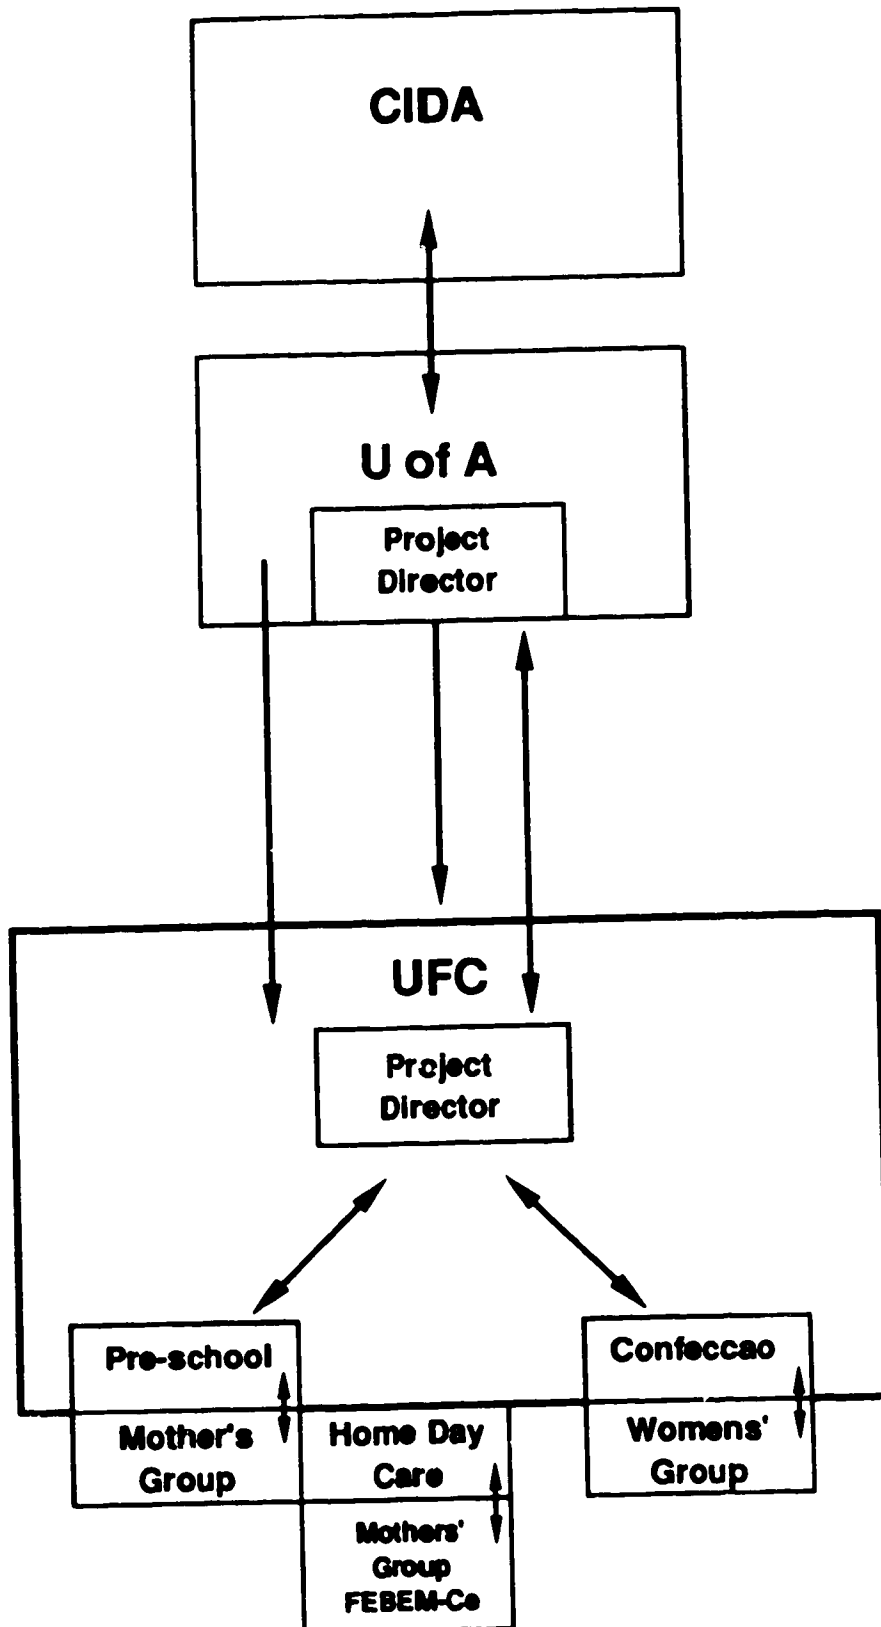 CIDA
U of A
Project
Director
UFC
Project
Director
Pre-school
Confeccao
Mother's
Group
Home Day
Care
Womens'
Group
Mothers'
Group
FEBEM-Ce